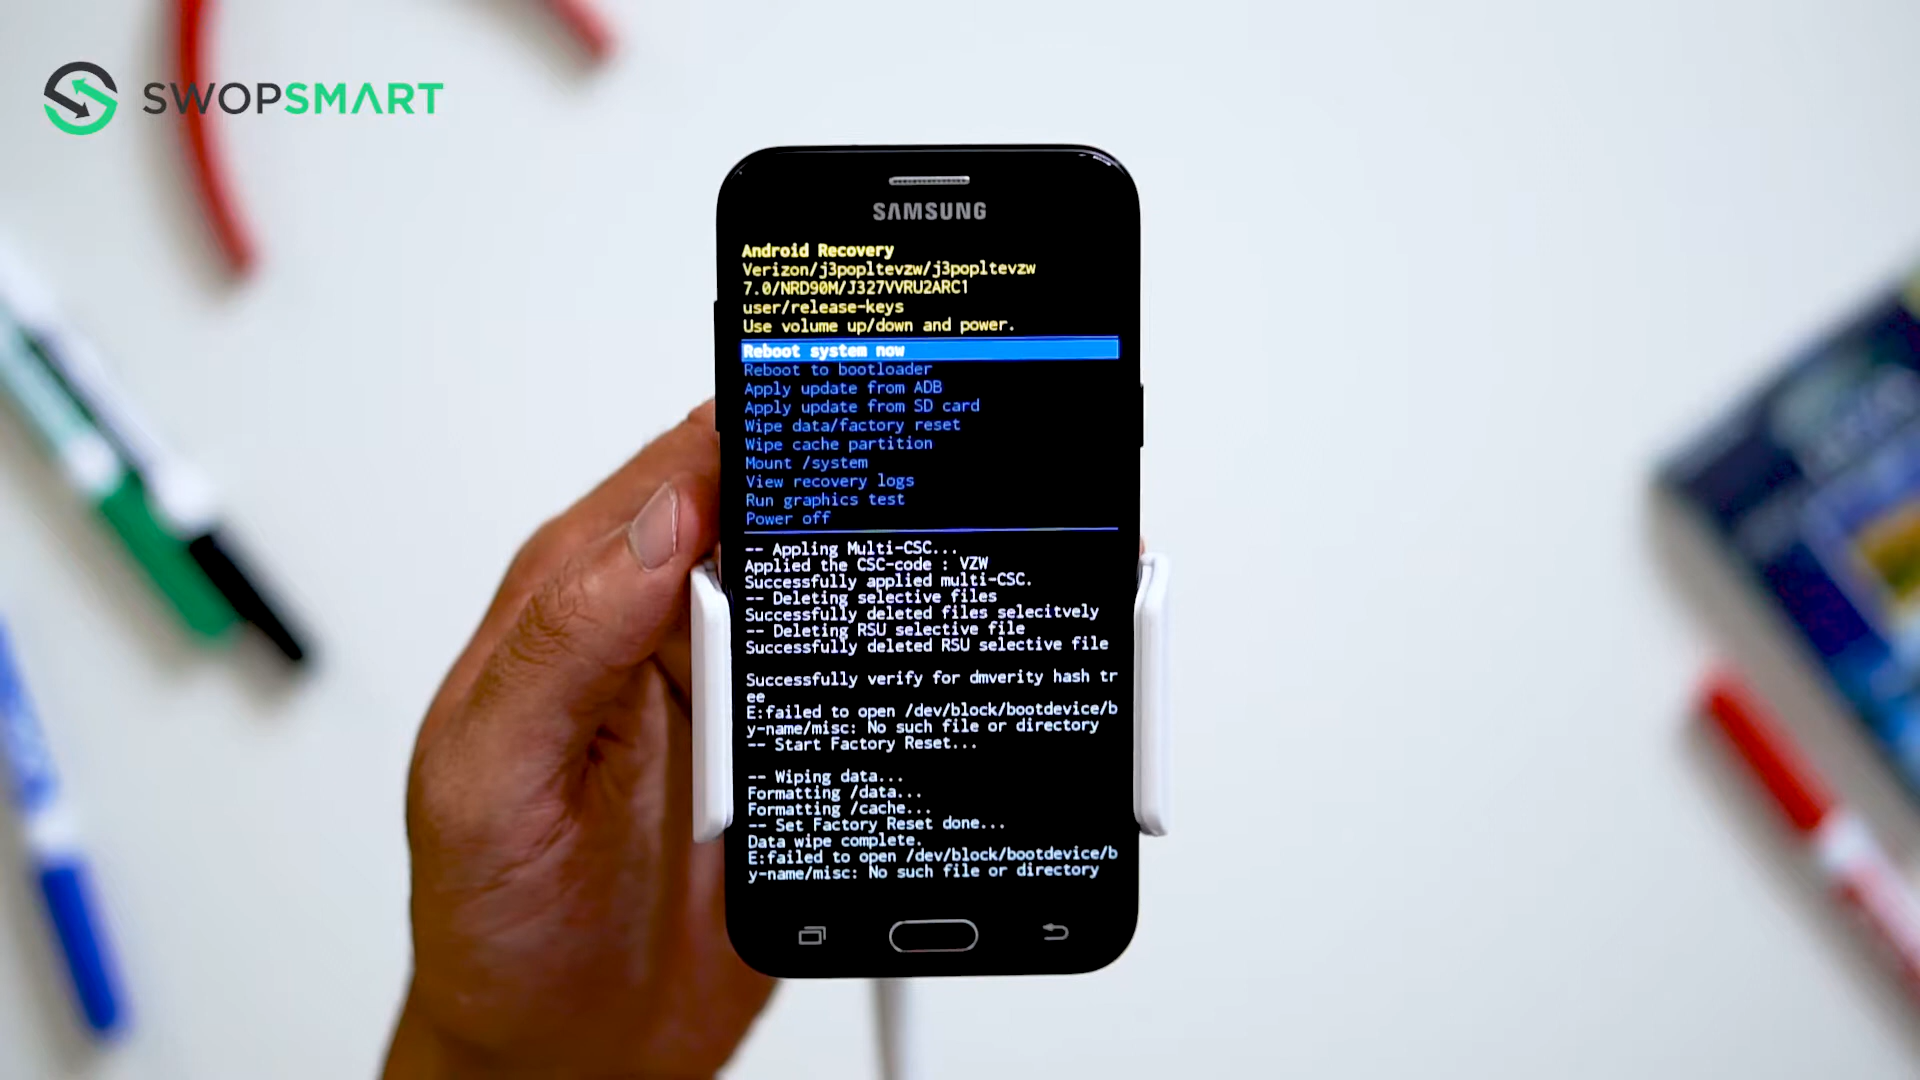 SWOPSMART
SAMSUNG
Android Recovery
Verizon/j3popltevzw/j3popltevzw
7.0/NRD90M/J327VVRU2ARC1
user/release-keys
Use volume up/down and power.
Reboot system now
Reboot to bootloader
Apply update from ADB
Apply update from SD card
Wipe data/factory reset
Wipe cache partition
Mount /system
View recovery logs
Run graphics test
Power off
-- Appling Multi-CSC...
Applied the CSC-code : VZW
Successfully applied multi-CSC.
-- Deleting selective files
Successfully deleted files selecitvely
-- Deleting RSU selective file
Successfully deleted RSU selective file
Successfully verify for dmverity hash tr
ee
E:failed to open /dev/block/bootdevice/b
y-name/misc: No such file or directory
-- Start Factory Reset...
-- Wiping data...
Formatting /data...
Formatting /cache...
-- Set Factory Reset done...
Data wipe complete.
E:failed to open /dev/block/bootdevice/b
y-name/misc: No such file or directory